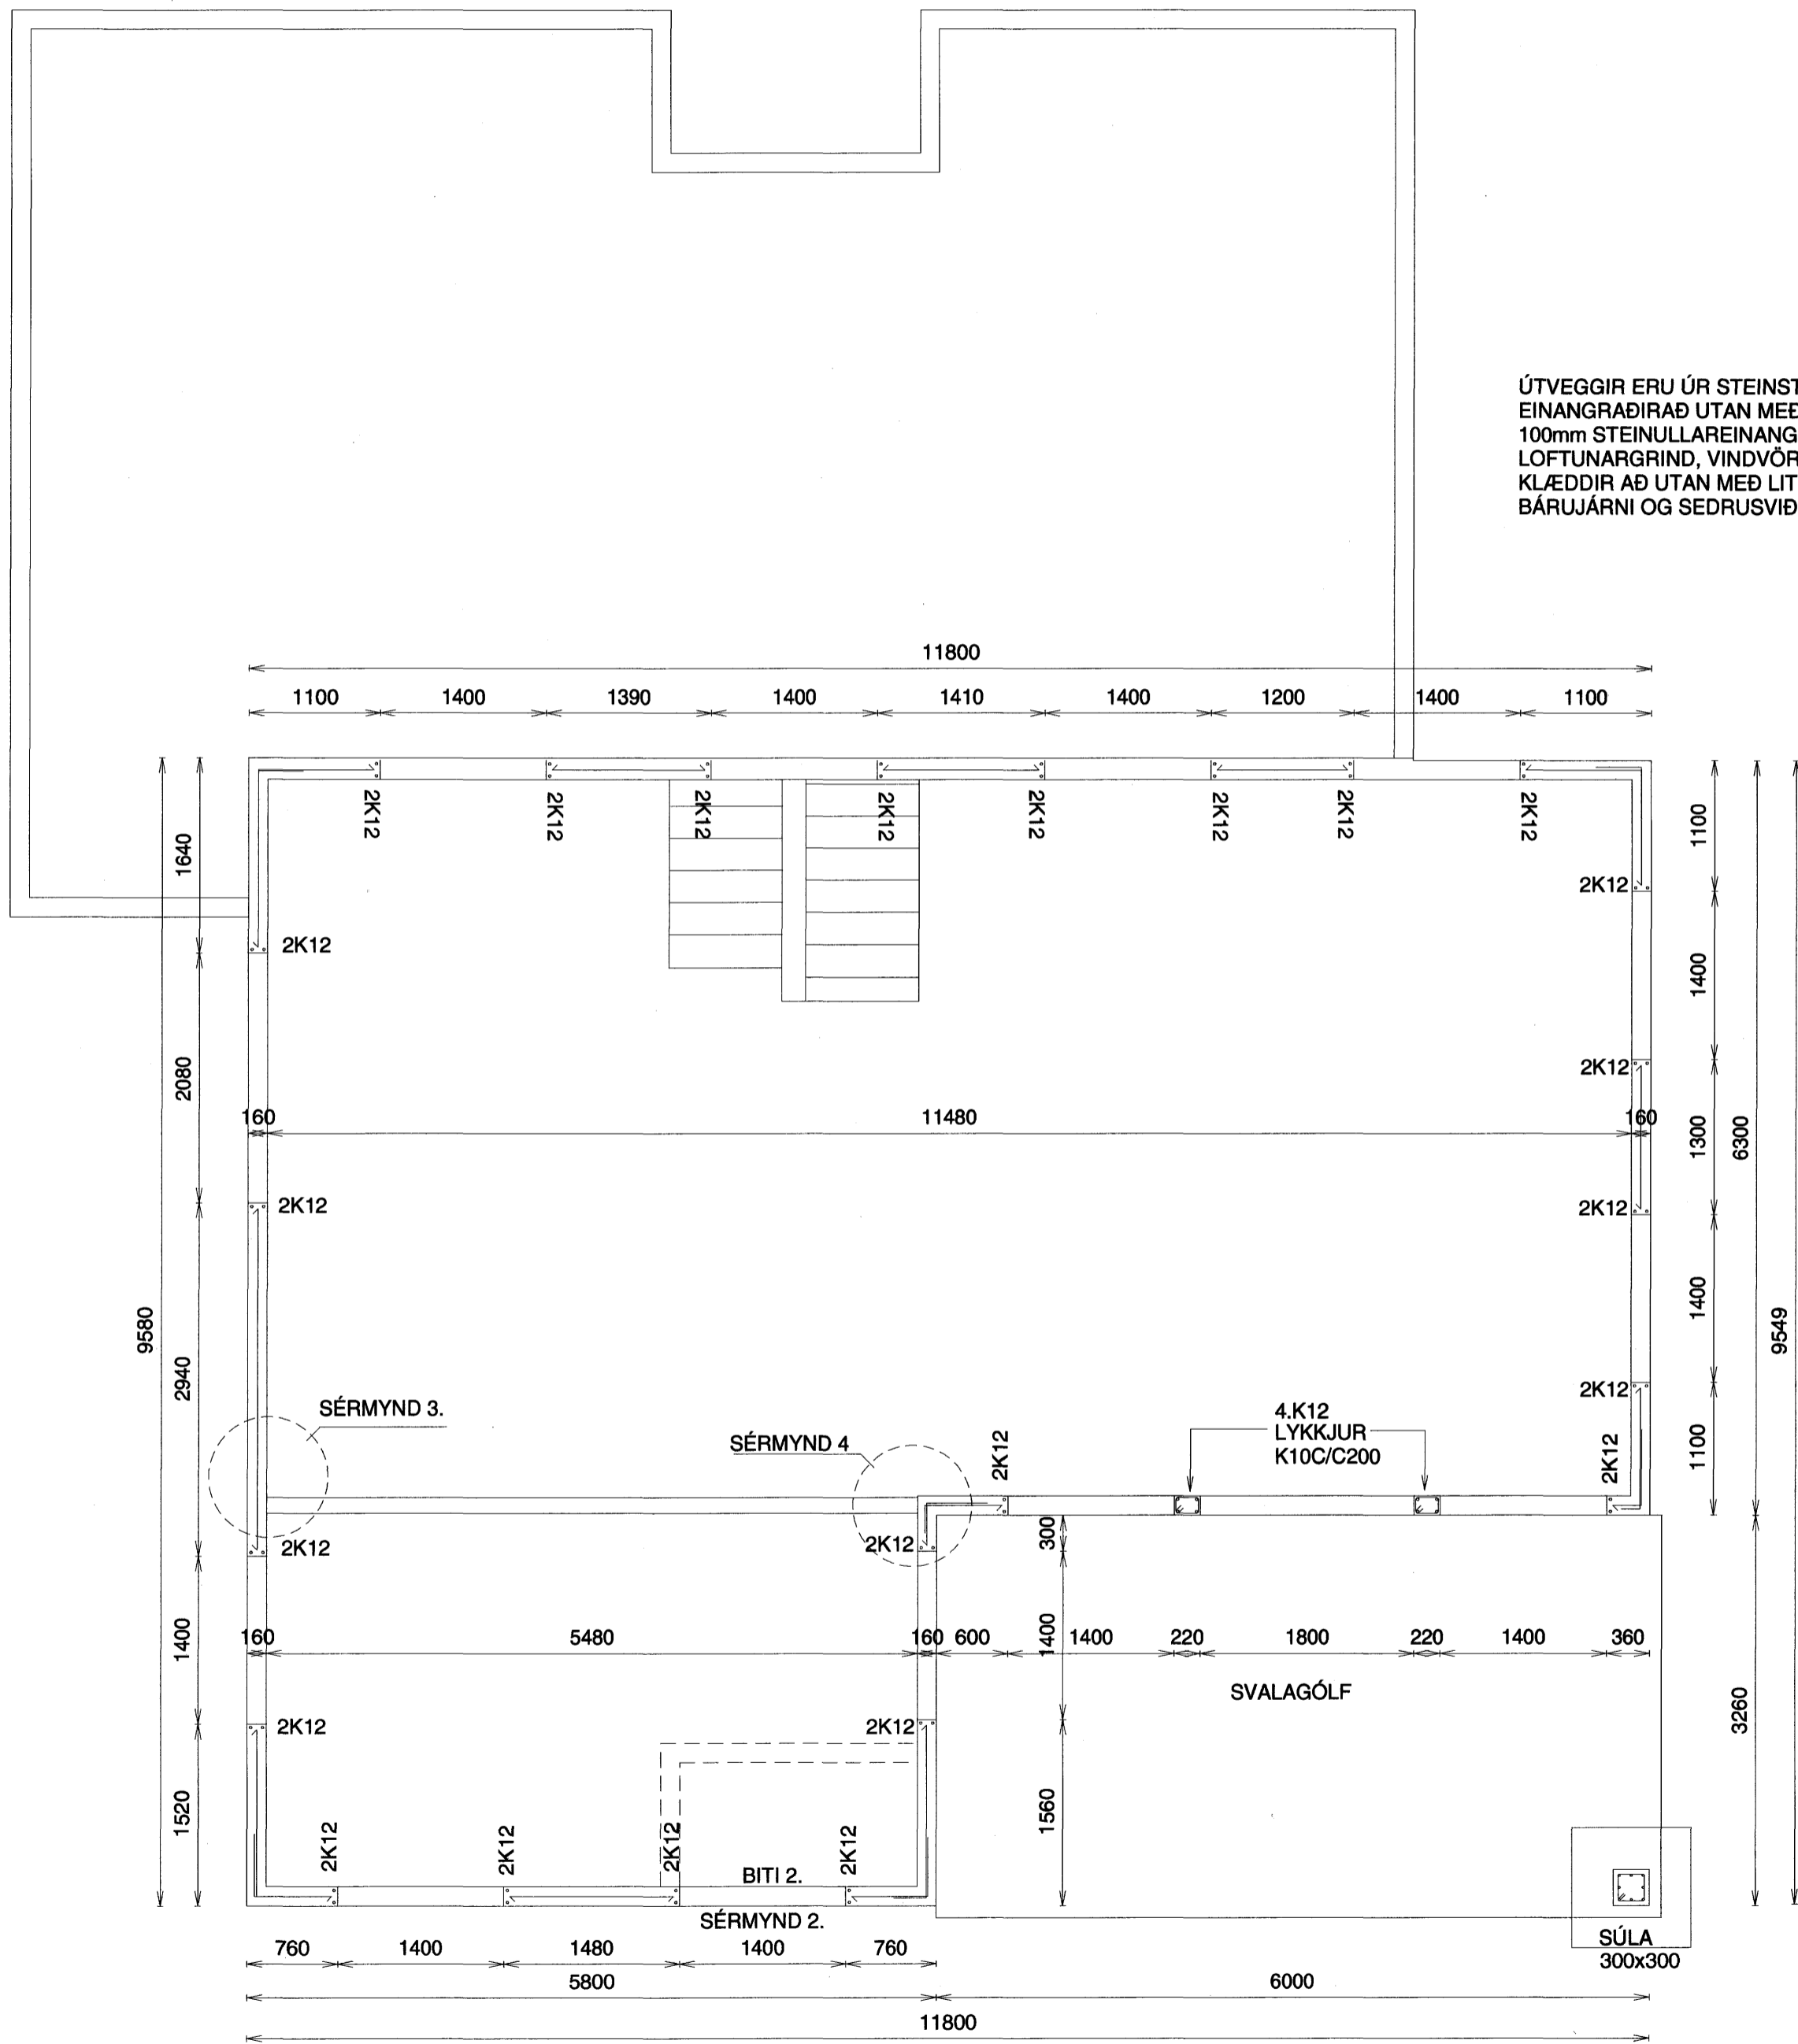 ÚTVEGGIR ERU ÚR STEINST
EINANGRAÐIRAÐ UTAN MEÐ
100mm STEINULLAREINANG
LOFTUNARGRIND, VINDVÖR
KLÆDDIR AÐ UTAN MEÐ LIT
BÁRUJÁRNI OG SEDRUSVIÐ
11800
1100 1400 1390 1400 1410 1400 1200 1400 1100
2K12 2K12 2K12 2K12 2K12 2K12 2K12 2K12
1640
1100
2K12
2K12
1400
2080
2K12
160 11480 160
1300
6300
2K12
2K12
1400
9580
9549
2940
2K12
SÉRMYND 3.
4.K12
LYKKJUR
K10C/C200
SÉRMYND 4
2K12
2K12
1100
300
2K12
2K12
1400
160 5480 160 600 1400 1400 220 1800 220 1400 360
SVALAGÓLF
3260
2K12
2K12
1520
1560
2K12 2K12 2K12 2K12
BITI 2.
SÉRMYND 2.
SÚLA
300x300
760 1400 1480 1400 760
5800 6000
11800